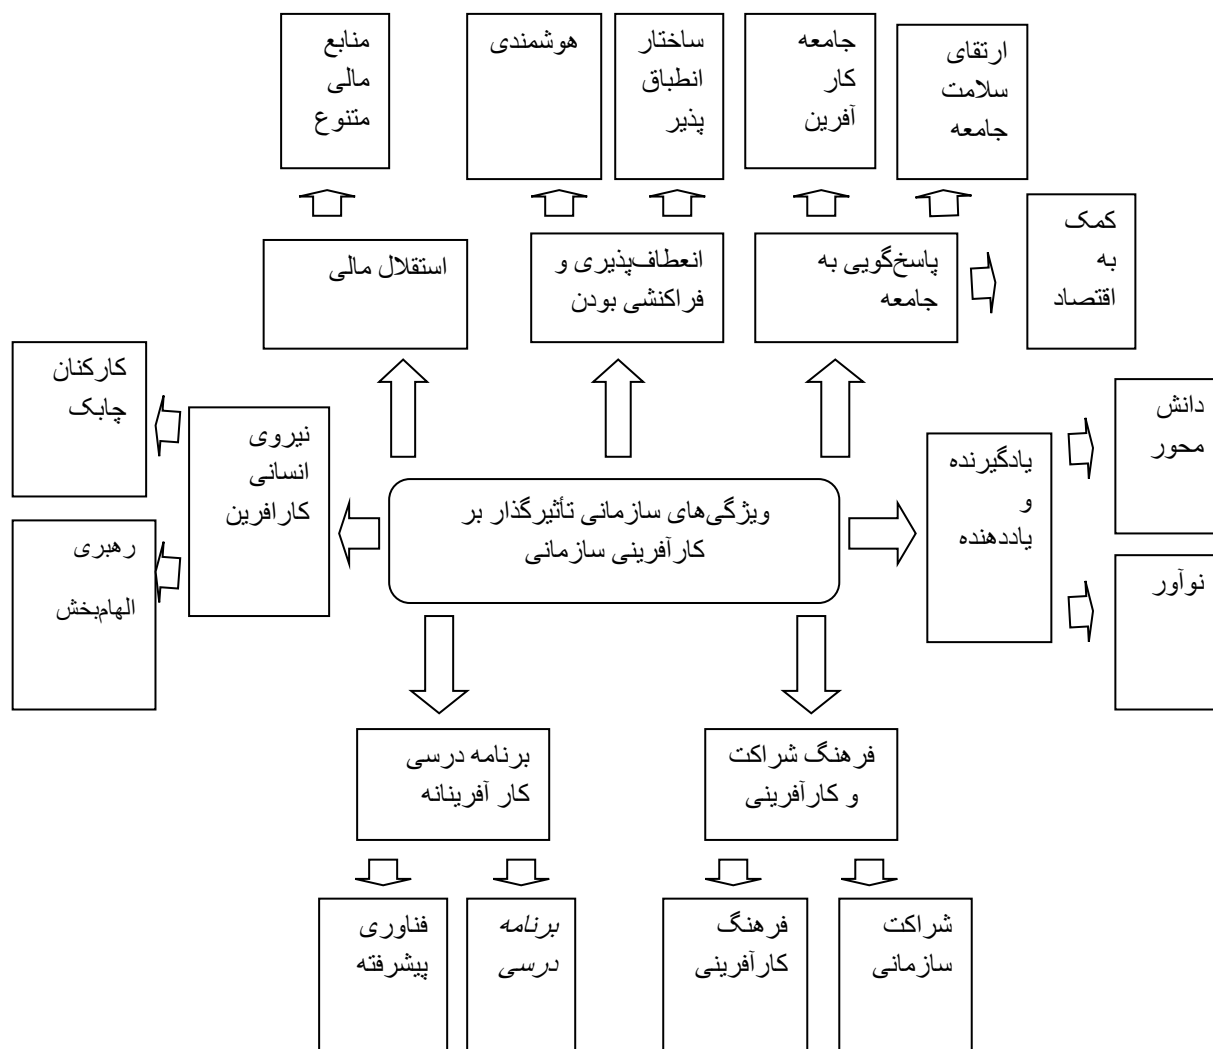 ارتقای
سلامت
جامعه
جامعه
کار
آفرین
ساختار
انطباق
پذیر
هوشمندی
منابع
مالی
متنوع
کمک
به
اقتصاد
پاسخ‌گویی به
جامعه
انعطاف‌پذیری و
فراکنشی بودن
استقلال مالی
دانش
محور
نوآور
یادگیرنده
و
یاددهنده
ویژگی‌های سازمانی تأثیرگذار بر
کارآفرینی سازمانی
نیروی
انسانی
کارافرین
کارکنان
چابک
رهبری
الهام‌بخش
فرهنگ شراکت
و کارآفرینی
برنامه درسی
کار آفرینانه
شراکت
سازمانی
فرهنگ
کارآفرینی
برنامه
درسی
فناوری
پیشرفته